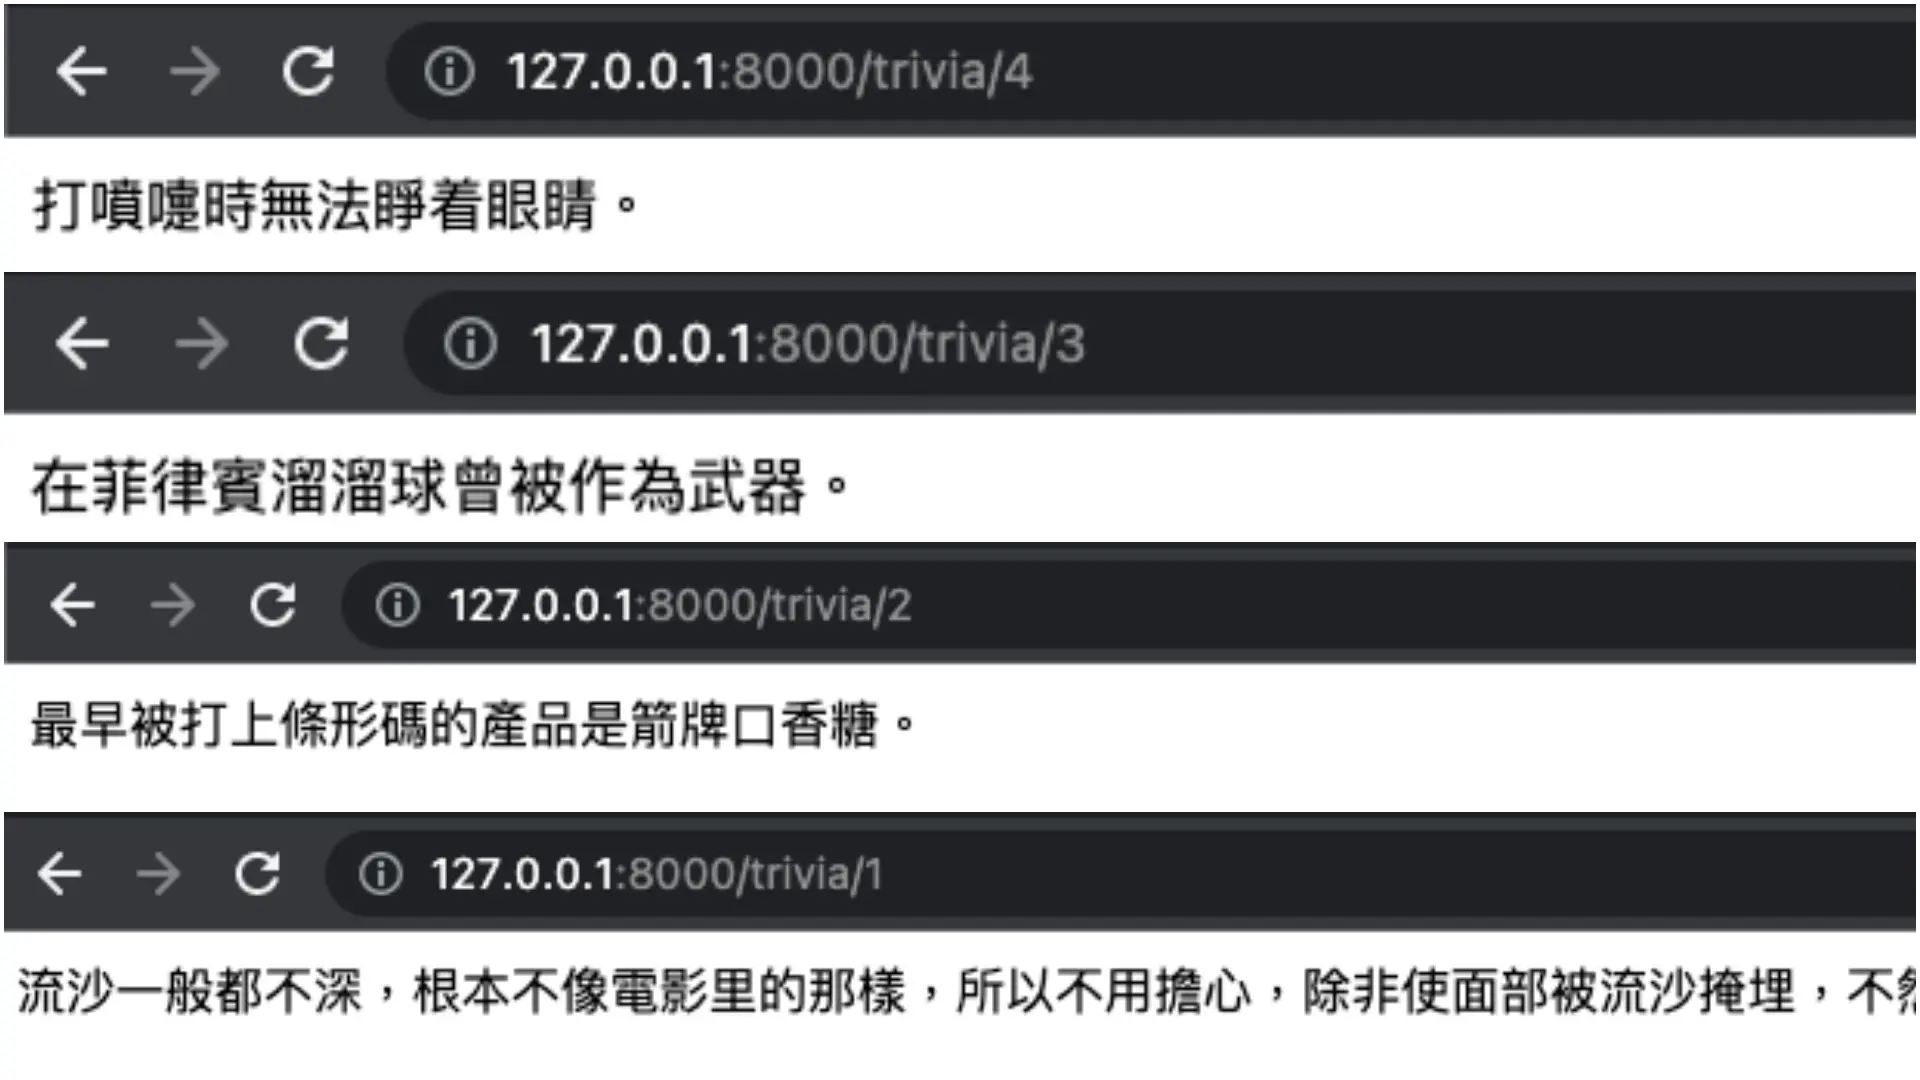 127.0.0.1:8000/trivia/4
打噴嚏時無法睜着眼睛。
127.0.0.1:8000/trivia/3
在菲律賓溜溜球曾被作為武器。
127.0.0.1:8000/trivia/2
最早被打上條形碼的產品是箭牌口香糖。
127.0.0.1:8000/trivia/1
流沙一般都不深，根本不像電影里的那樣，所以不用擔心，除非使面部被流沙掩埋，不